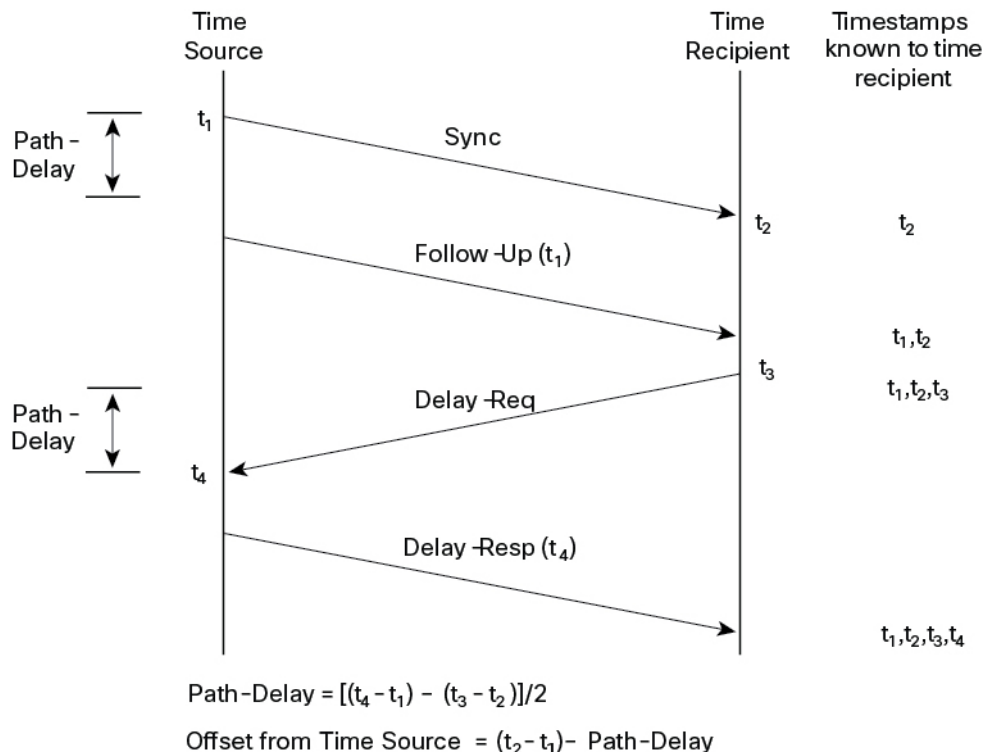 Time
Source
Time
Recipient
Timestamps
known to time
recipient
t₁
Path-
Delay
Sync
t₂
t₂
Follow-Up (t₁)
t₁,t₂
t₃
t₁,t₂,t₃
Delay-Req
Path-
Delay
t₄
Delay-Resp (t₄)
t₁,t₂,t₃,t₄
Path-Delay = [(t₄-t₁) - (t₃-t₂)]/2
Offset from Time Source = (t₂-t₁)- Path-Delay